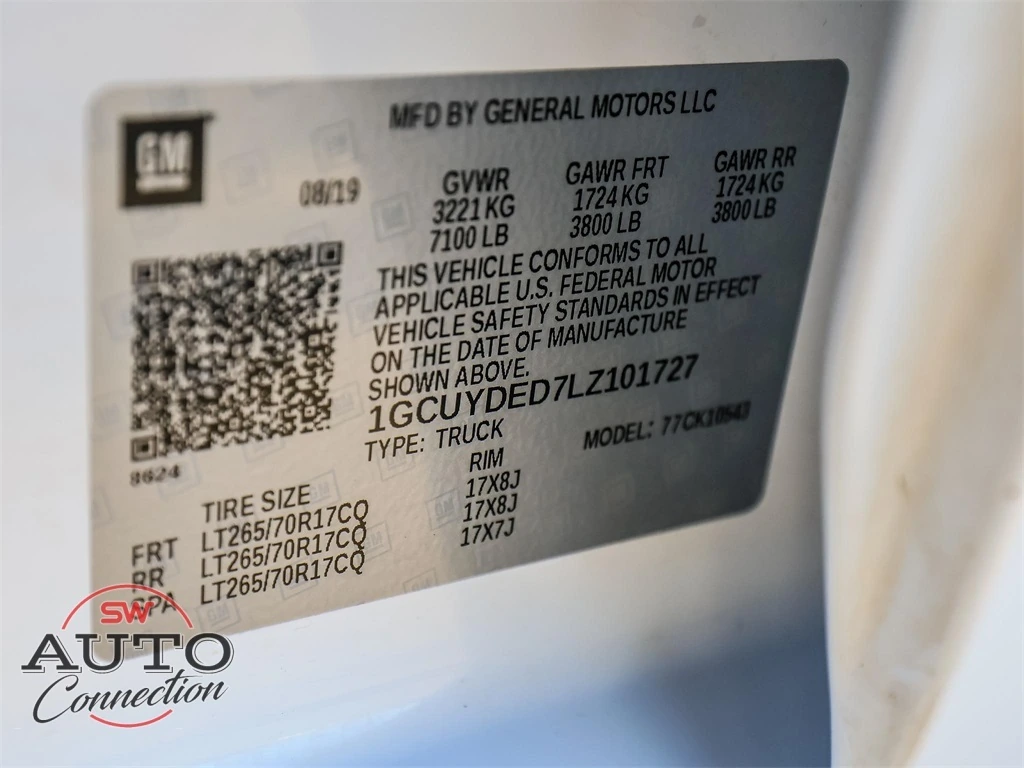 GM
MFD BY GENERAL MOTORS LLC
08/19
GVWR GAWR FRT GAWR RR
3221 KG 1724 KG 1724 KG
7100 LB 3800 LB 3800 LB
THIS VEHICLE CONFORMS TO ALL
APPLICABLE U.S. FEDERAL MOTOR
VEHICLE SAFETY STANDARDS IN EFFECT
ON THE DATE OF MANUFACTURE
SHOWN ABOVE.
1GCUYDED7LZ101727
TYPE: TRUCK MODEL: 77CK10543
8624
TIRE SIZE RIM
FRT LT265/70R17CQ 17X8J
RR LT265/70R17CQ 17X8J
SPA LT265/70R17CQ 17X7J
SW
AUTO
Connection